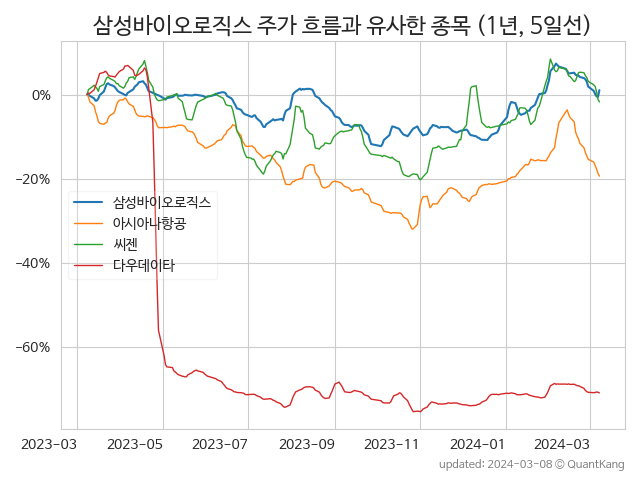 삼성바이오로직스 주가 흐름과 유사한 종목 (1년, 5일선)
0%
−20%
−40%
−60%
삼성바이오로직스
아시아나항공
씨젠
다우데이타
2023-03 2023-05 2023-07 2023-09 2023-11 2024-01 2024-03
updated: 2024-03-08 © QuantKang